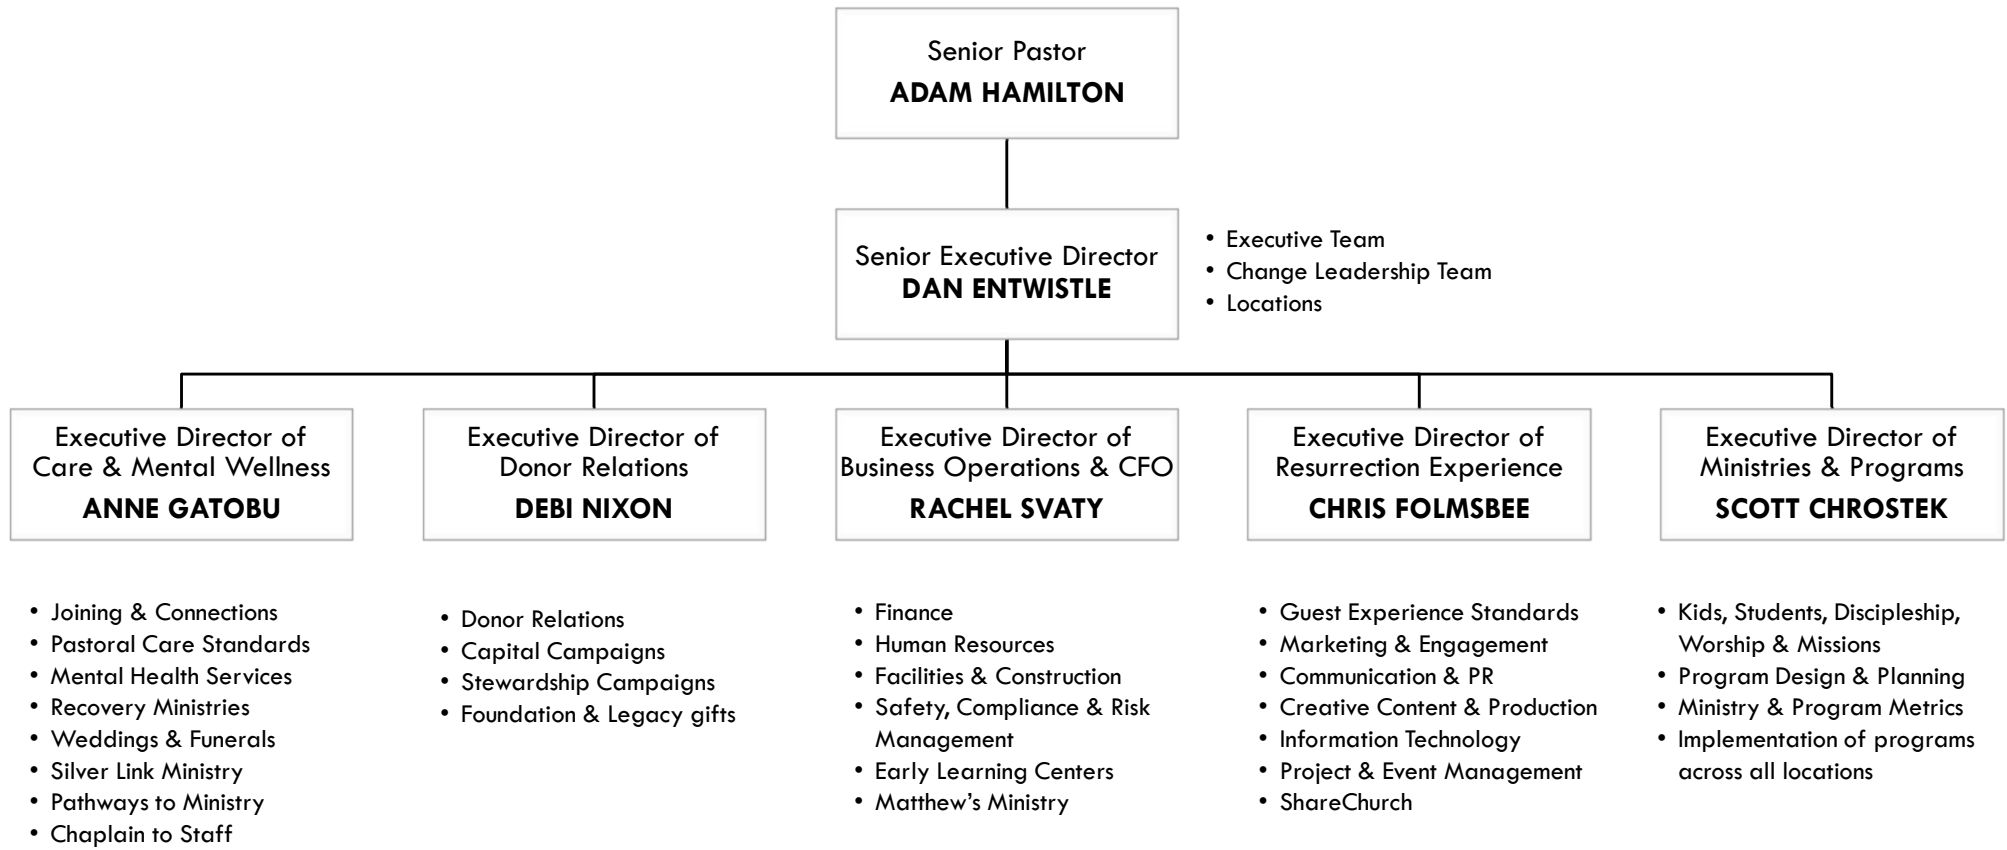 Senior Pastor
ADAM HAMILTON
Senior Executive Director
DAN ENTWISTLE
• Executive Team
• Change Leadership Team
• Locations
Executive Director of
Care & Mental Wellness
ANNE GATOBU
• Joining & Connections
• Pastoral Care Standards
• Mental Health Services
• Recovery Ministries
• Weddings & Funerals
• Silver Link Ministry
• Pathways to Ministry
• Chaplain to Staff
Executive Director of
Donor Relations
DEBI NIXON
• Donor Relations
• Capital Campaigns
• Stewardship Campaigns
• Foundation & Legacy gifts
Executive Director of
Business Operations & CFO
RACHEL SVATY
• Finance
• Human Resources
• Facilities & Construction
• Safety, Compliance & Risk
Management
• Early Learning Centers
• Matthew’s Ministry
Executive Director of
Resurrection Experience
CHRIS FOLMSBEE
• Guest Experience Standards
• Marketing & Engagement
• Communication & PR
• Creative Content & Production
• Information Technology
• Project & Event Management
• ShareChurch
Executive Director of
Ministries & Programs
SCOTT CHROSTEK
• Kids, Students, Discipleship,
Worship & Missions
• Program Design & Planning
• Ministry & Program Metrics
• Implementation of programs
across all locations